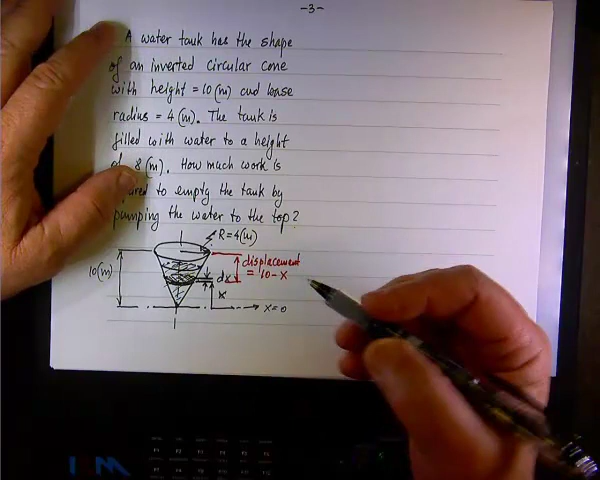 -3-
A water tank has the shape
of an inverted circular cone
with height = 10 (m) and base
radius = 4 (m). The tank is
filled with water to a height
of 8 (m). How much work is
to empty the tank by
pumping the water to the top?
R = 4(m)
10(m)
displacement
= 10 - x
dx
x
x = 0